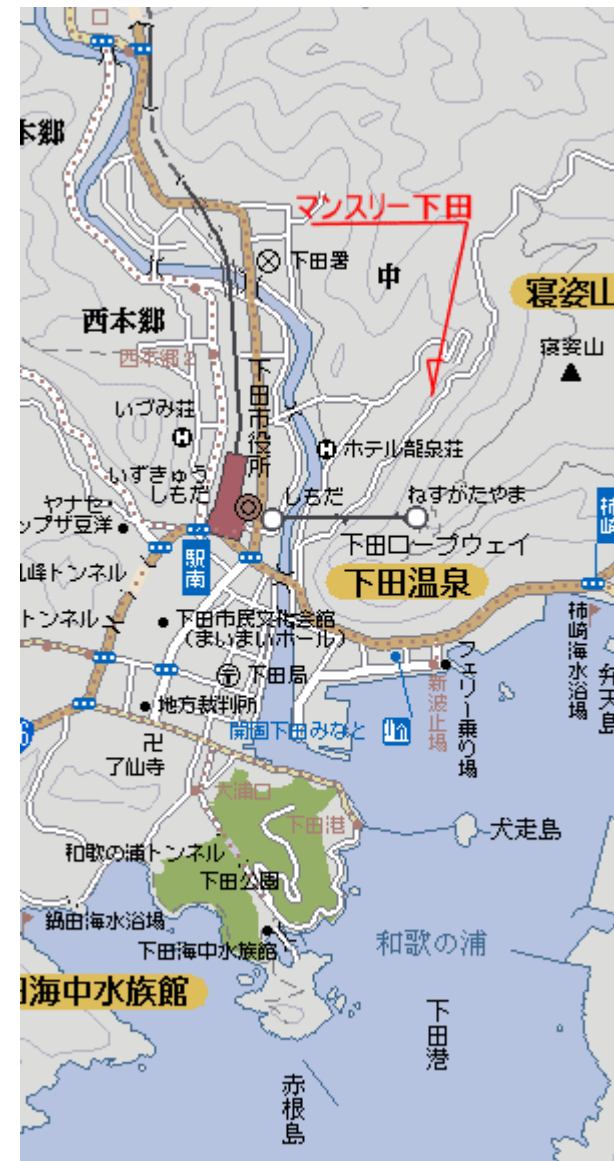 本郷
マンスリー下田
下田署
中
寝姿山
西本郷
寝姿山
西本郷2
下田市役所
いづみ荘
ホテル龍泉荘
いずきゅう
しもだ
しもだ
ねすがたやま
ヤナセ
ップザ豆洋
下田ロープウェイ
駅南
柿崎
下田温泉
峰トンネル
トンネル
下田市民文化会館
(まいまいホール)
柿崎海水浴場
弁天島
下田局
フェリー乗り場
新波止場
地方裁判所
開国下田みなと
卍
了仙寺
大浦口
下田港
犬走島
和歌の浦トンネル
下田公園
鍋田海水浴場
下田海中水族館
和歌の浦
海中水族館
下田港
赤根島